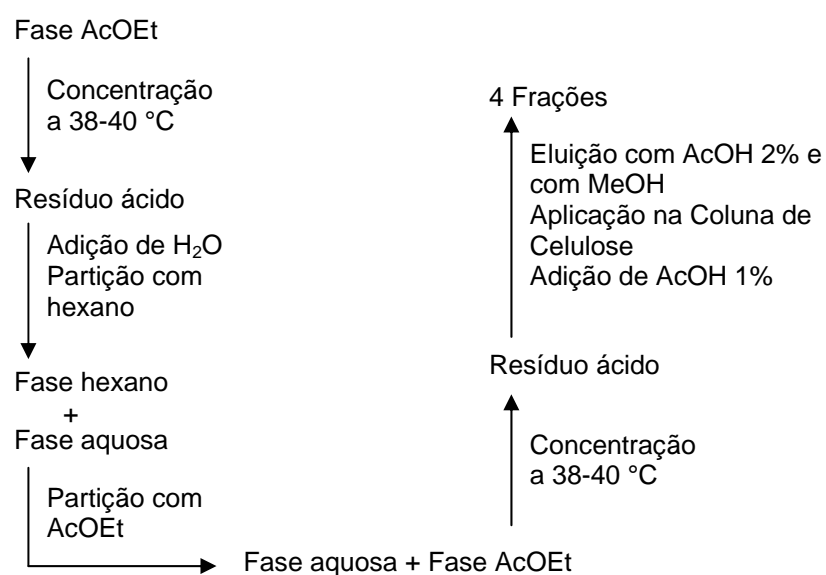 Fase AcOEt
Concentração
a 38-40 °C
Resíduo ácido
Adição de H₂O
Partição com
hexano
Fase hexano
+
Fase aquosa
Partição com
AcOEt
Fase aquosa + Fase AcOEt
Concentração
a 38-40 °C
Resíduo ácido
Eluição com AcOH 2% e
com MeOH
Aplicação na Coluna de
Celulose
Adição de AcOH 1%
4 Frações